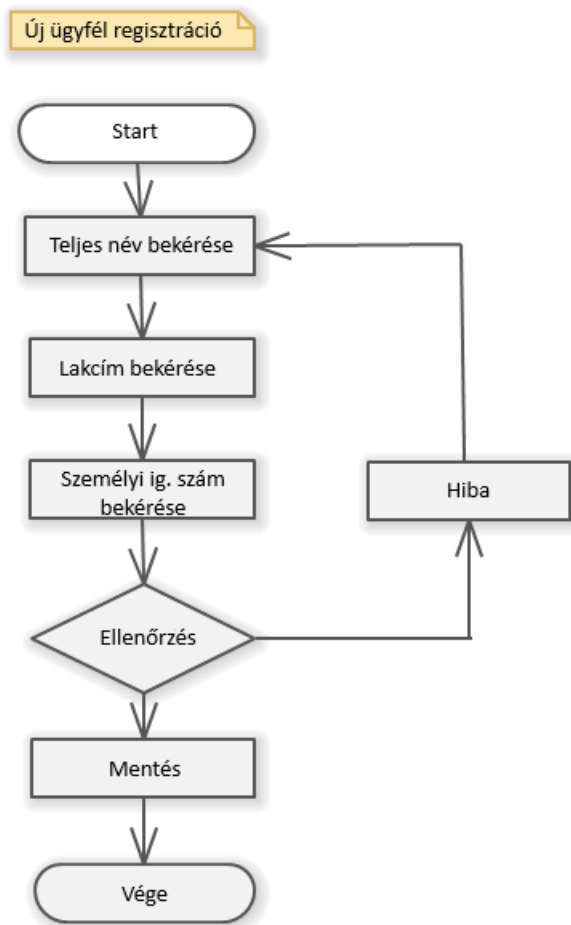 Új ügyfél regisztráció
Start
Teljes név bekérése
Lakcím bekérése
Személyi ig. szám
bekérése
Hiba
Ellenőrzés
Mentés
Vége